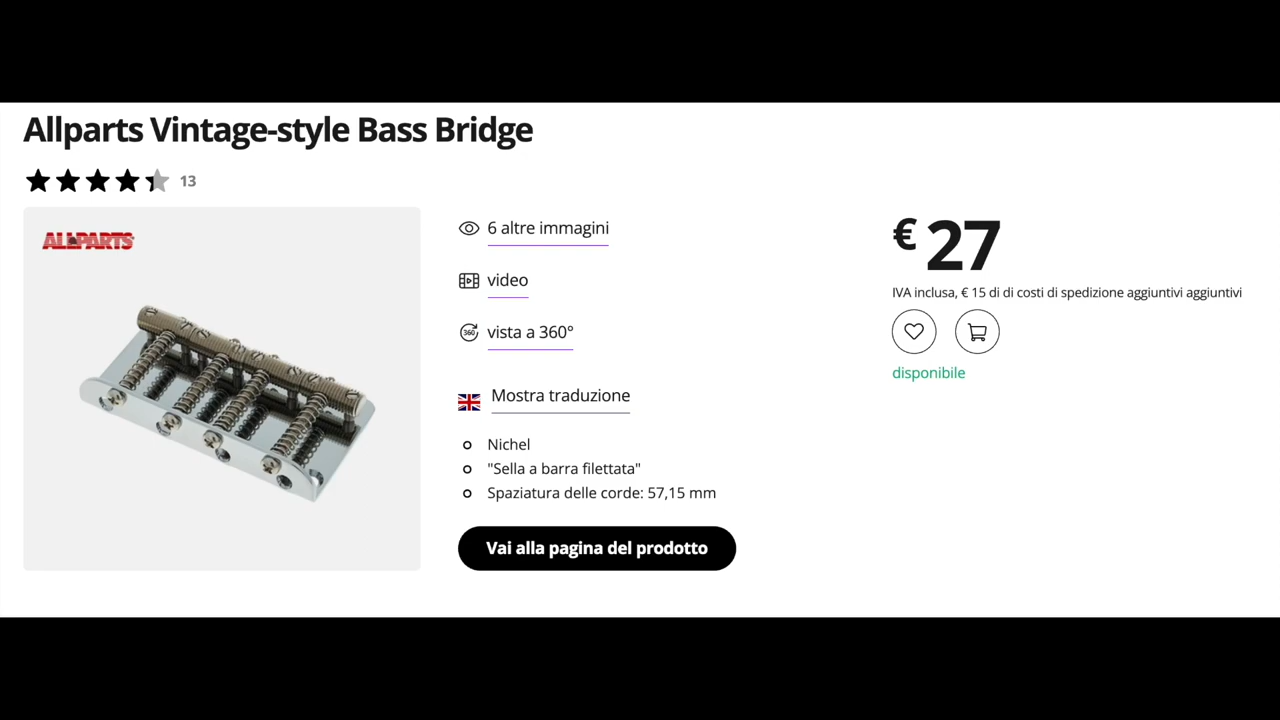 Allparts Vintage-style Bass Bridge
13
ALLPARTS
6 altre immagini
video
360
vista a 360°
Mostra traduzione
Nichel
"Sella a barra filettata"
Spaziatura delle corde: 57,15 mm
Vai alla pagina del prodotto
€ 27
IVA inclusa, € 15 di di costi di spedizione aggiuntivi aggiuntivi
disponibile